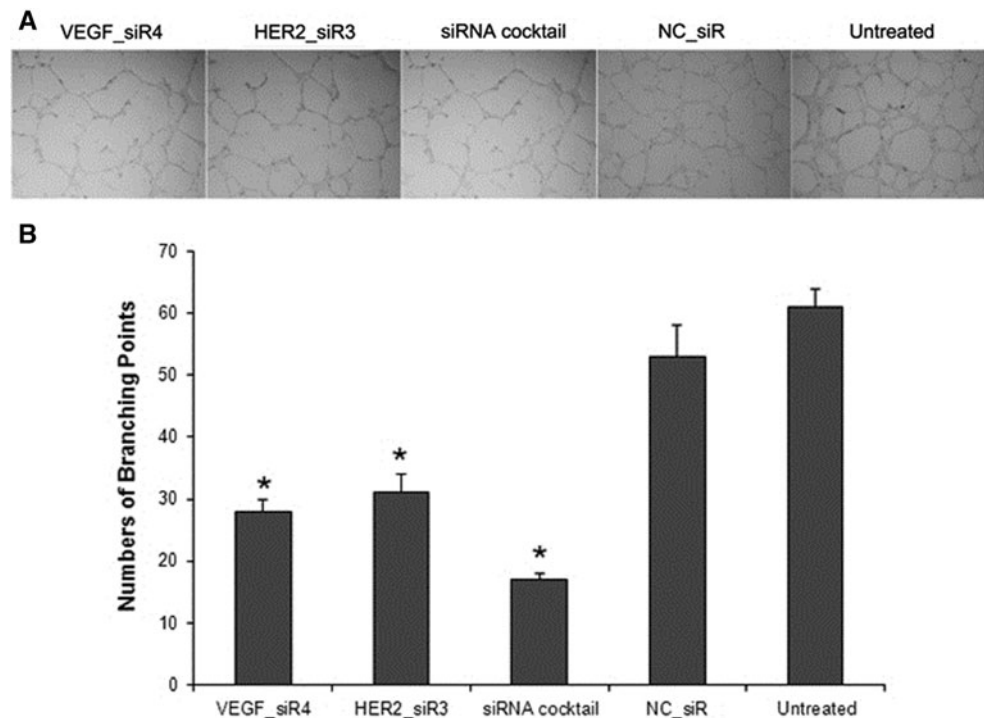 A
VEGF_siR4 HER2_siR3 siRNA cocktail NC_siR Untreated
B
Numbers of Branching Points
70
60
50
40
30
20
10
0
* * *
VEGF_siR4 HER2_siR3 siRNA cocktail NC_siR Untreated